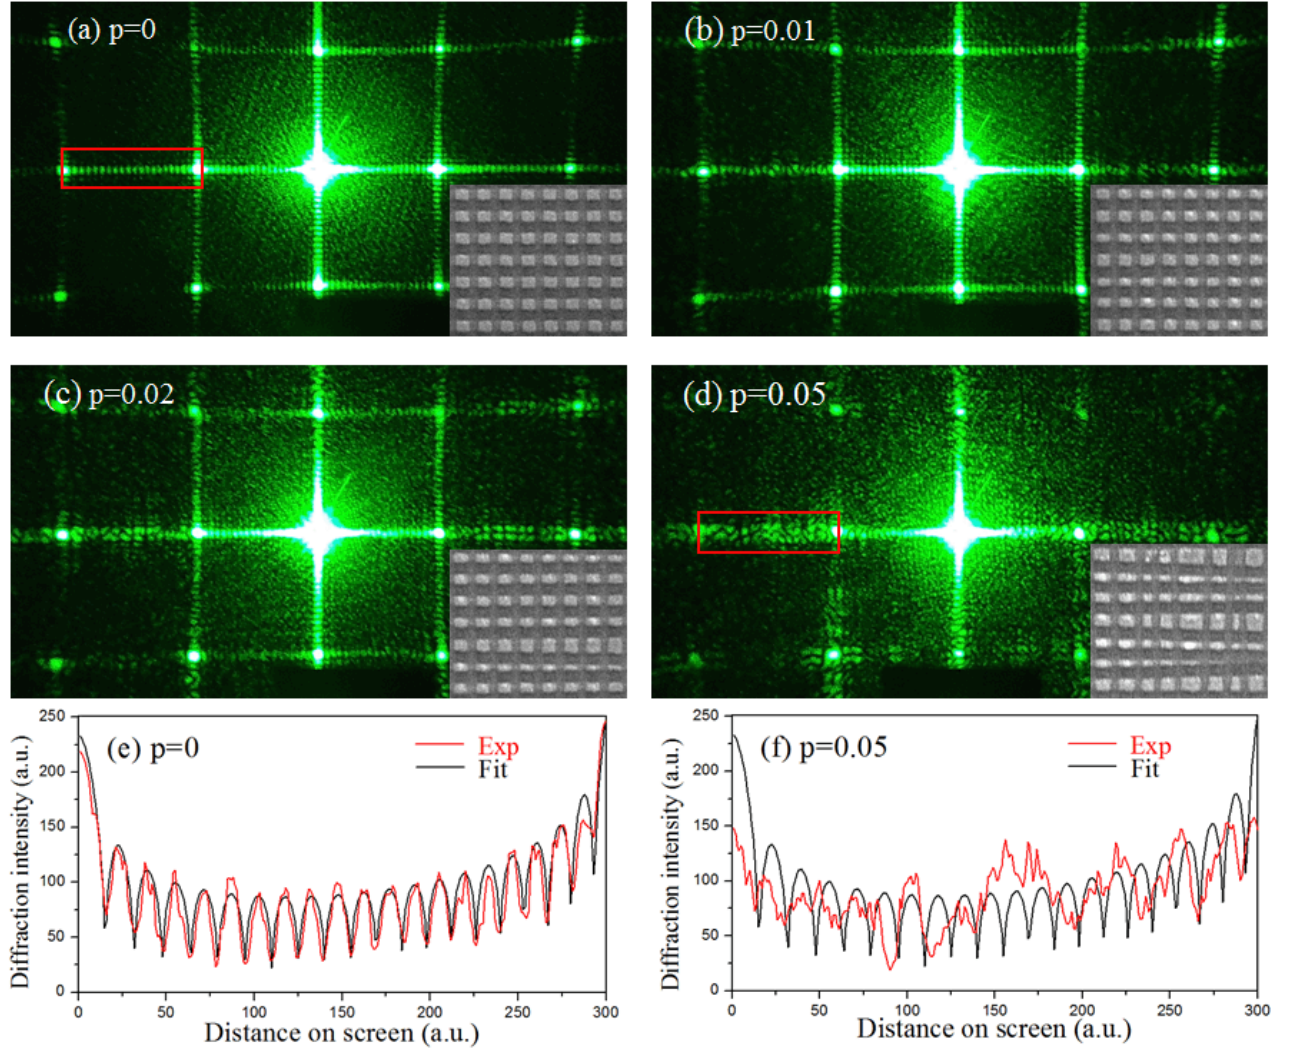 (a) p=0
(b) p=0.01
(c) p=0.02
(d) p=0.05
(e) p=0
Exp
Fit
Diffraction intensity (a.u.)
250
200
150
100
50
0
0 50 100 150 200 250 300
Distance on screen (a.u.)
(f) p=0.05
Exp
Fit
Diffraction intensity (a.u.)
250
200
150
100
50
0
0 50 100 150 200 250 300
Distance on screen (a.u.)